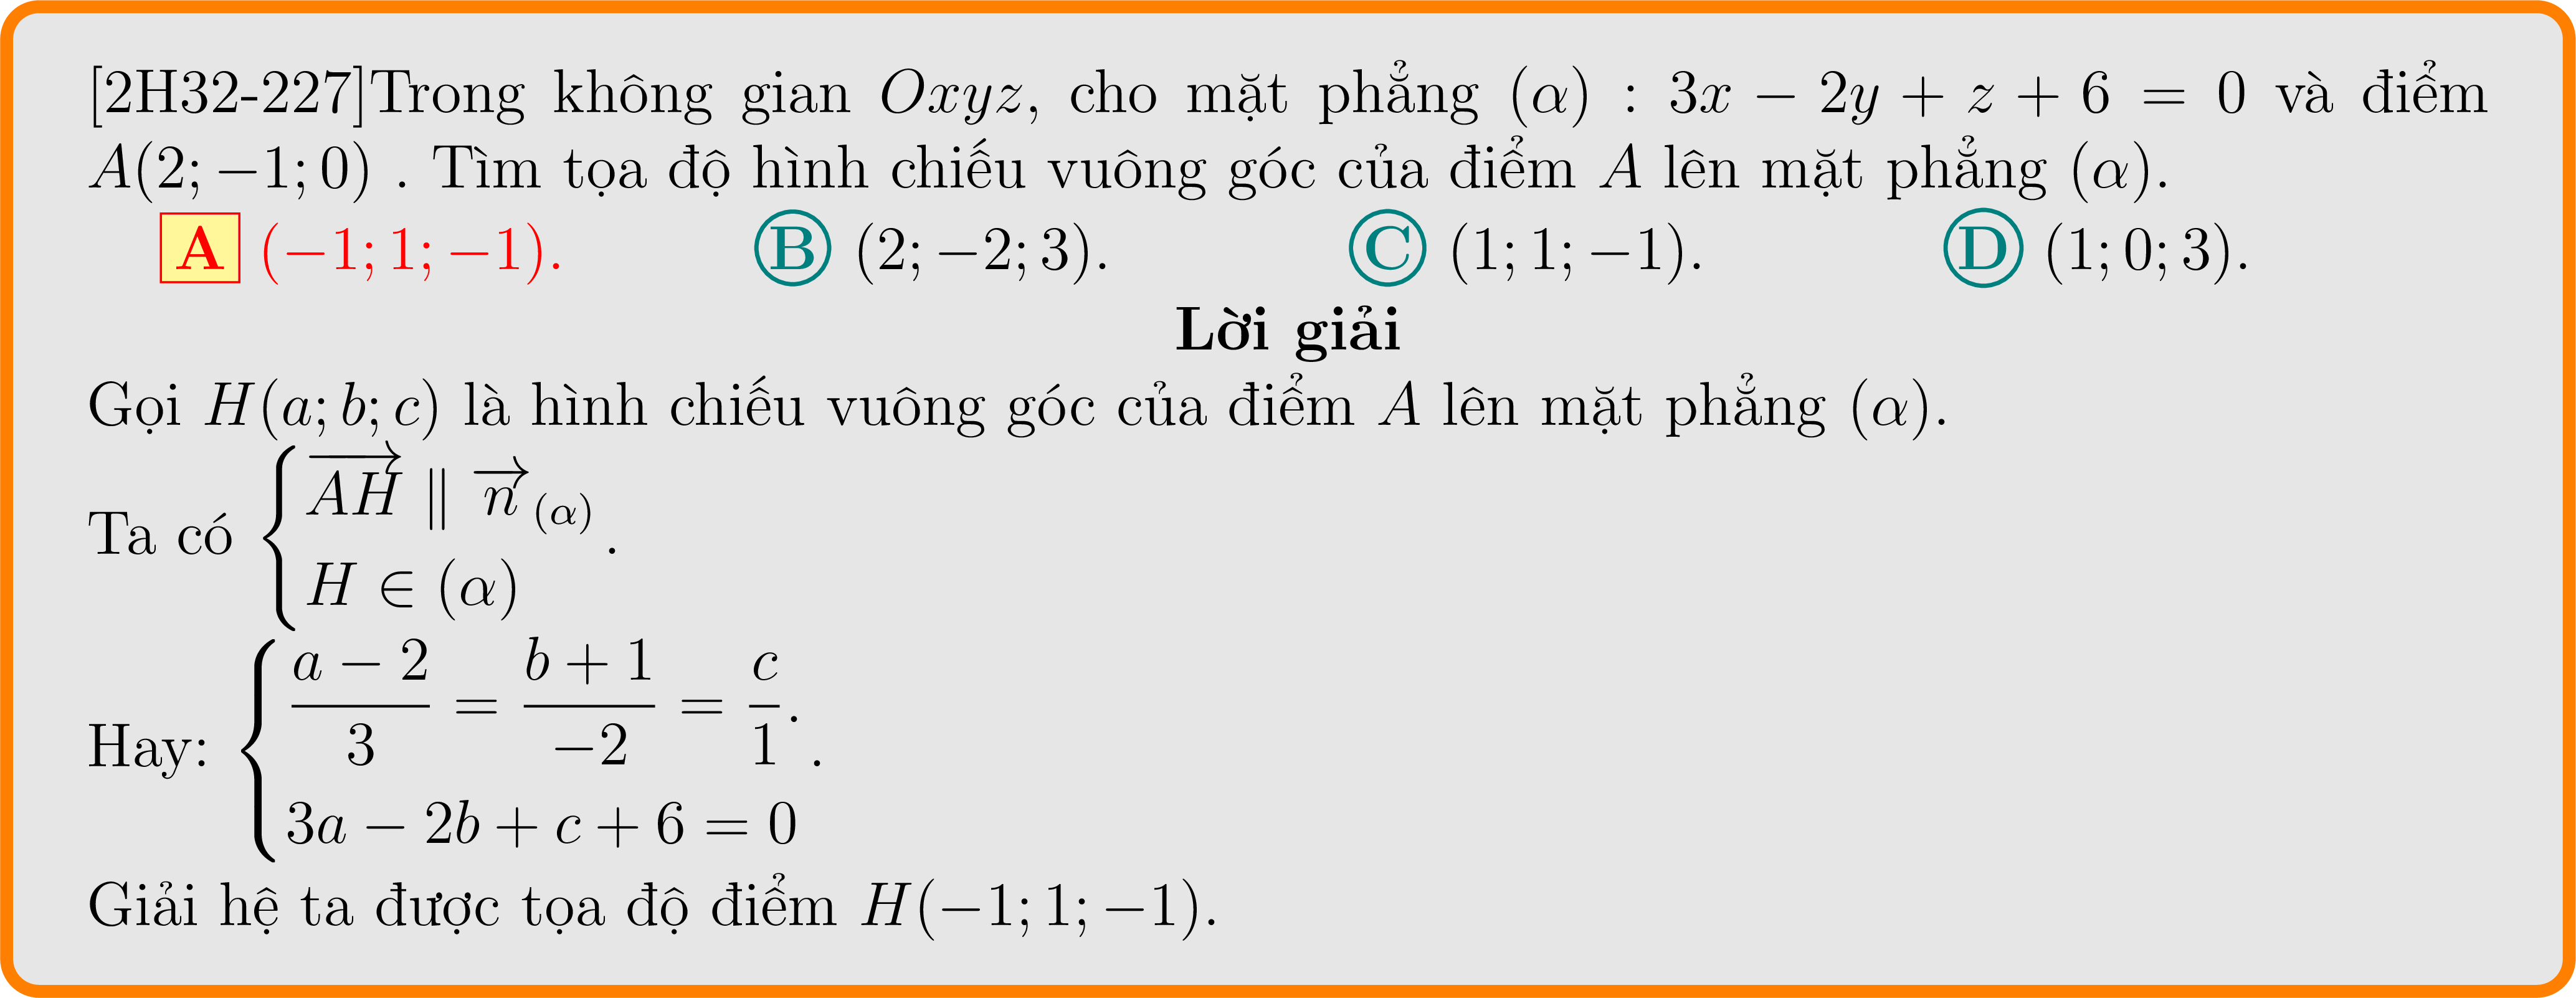 [2H32-227]Trong không gian $Oxyz$, cho mặt phẳng $(\alpha) : 3x - 2y + z + 6 = 0$ và điểm
$A(2; -1; 0)$ . Tìm tọa độ hình chiếu vuông góc của điểm $A$ lên mặt phẳng $(\alpha)$.
A $(-1; 1; -1)$. B $(2; -2; 3)$. C $(1; 1; -1)$. D $(1; 0; 3)$.
Lời giải
Gọi $H(a; b; c)$ là hình chiếu vuông góc của điểm $A$ lên mặt phẳng $(\alpha)$.
Ta có $\begin{cases} \overrightarrow{AH} \parallel \overrightarrow{n}_{(\alpha)} \\ H \in (\alpha) \end{cases}$.
Hay: $\begin{cases} \dfrac{a-2}{3} = \dfrac{b+1}{-2} = \dfrac{c}{1}. \\ 3a - 2b + c + 6 = 0 \end{cases}$.
Giải hệ ta được tọa độ điểm $H(-1; 1; -1)$.